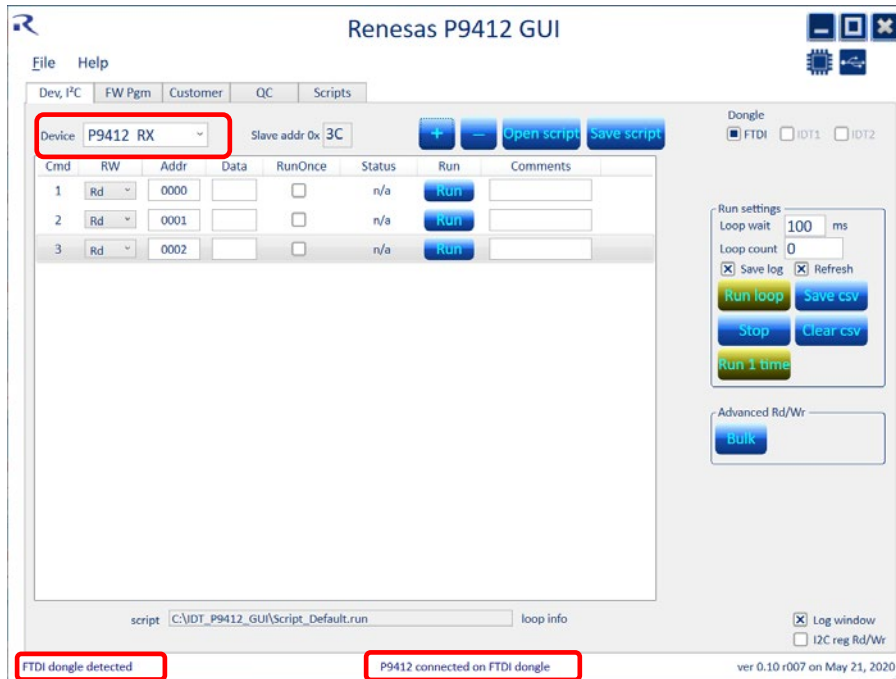 Renesas P9412 GUI
File Help
Dev, I²C FW Pgm Customer QC Scripts
Device P9412 RX Slave addr 0x 3C + – Open script Save script
Dongle
FTDI IDT1 IDT2
Cmd RW Addr Data RunOnce Status Run Comments
1 Rd 0000 n/a Run
2 Rd 0001 n/a Run
3 Rd 0002 n/a Run
Run settings
Loop wait 100 ms
Loop count 0
Save log Refresh
Run loop Save csv
Stop Clear csv
Run 1 time
Advanced Rd/Wr
Bulk
script C:\IDT_P9412_GUI\Script_Default.run loop info
Log window
I2C reg Rd/Wr
FTDI dongle detected P9412 connected on FTDI dongle ver 0.10 r007 on May 21, 2020